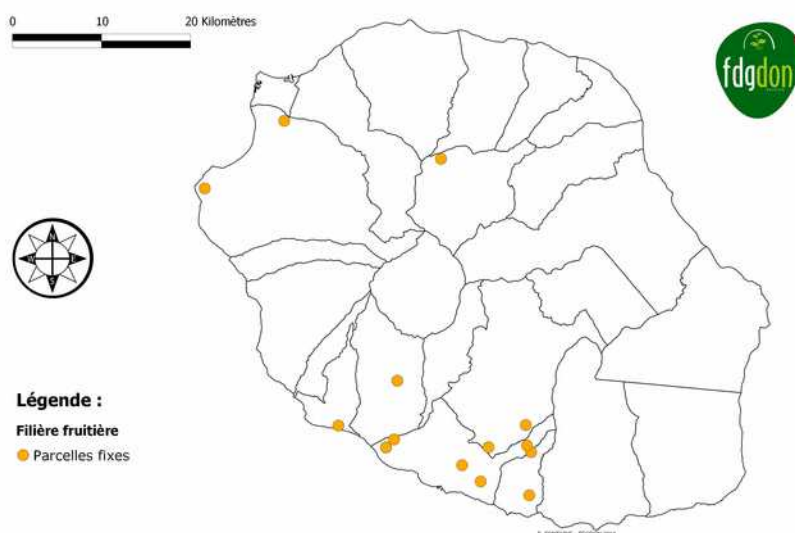 0 10 20 Kilomètres
fdgdon
N
W E
S
Légende :
Filière fruitière
Parcelles fixes